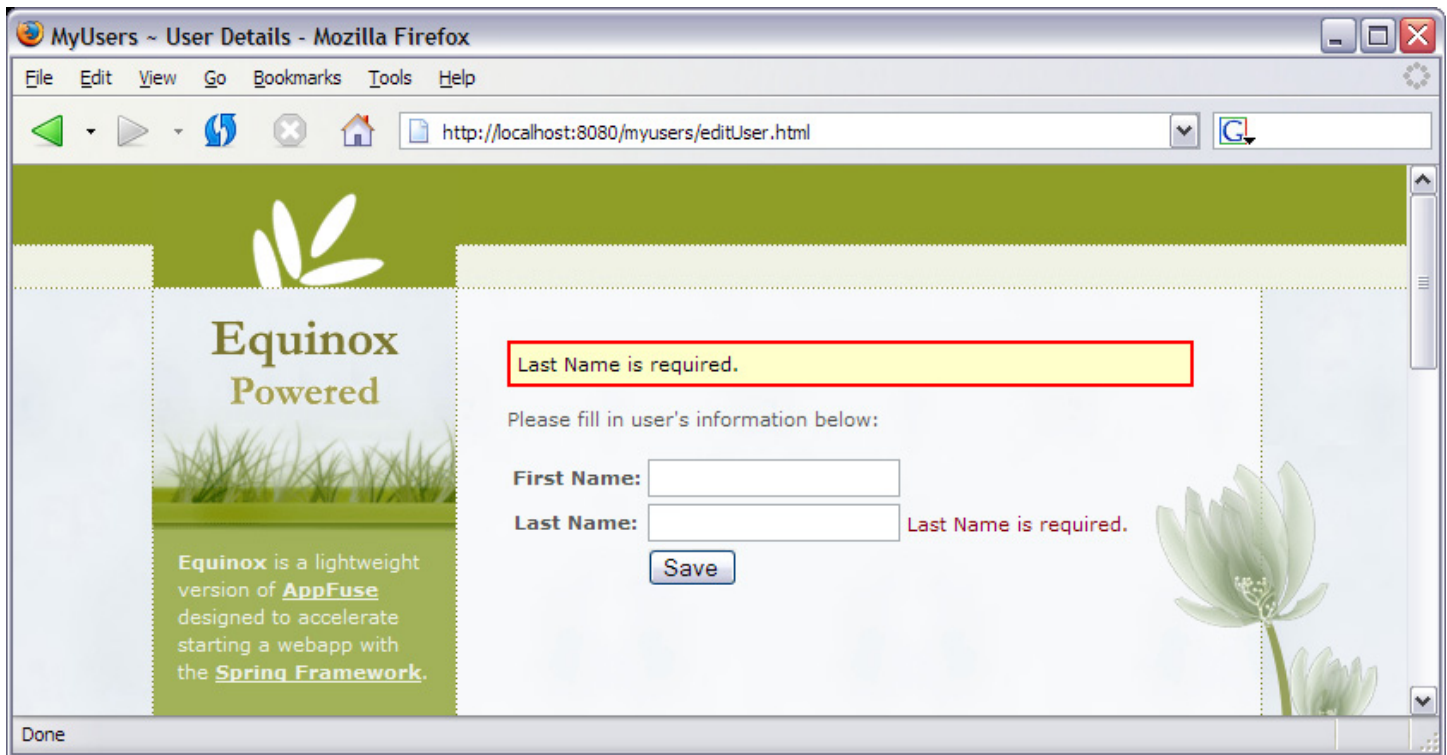 MyUsers ~ User Details - Mozilla Firefox
File Edit View Go Bookmarks Tools Help
http://localhost:8080/myusers/editUser.html
G
Equinox
Powered
Equinox is a lightweight
version of AppFuse
designed to accelerate
starting a webapp with
the Spring Framework.
Last Name is required.
Please fill in user's information below:
First Name:
Last Name: Last Name is required.
Save
Done